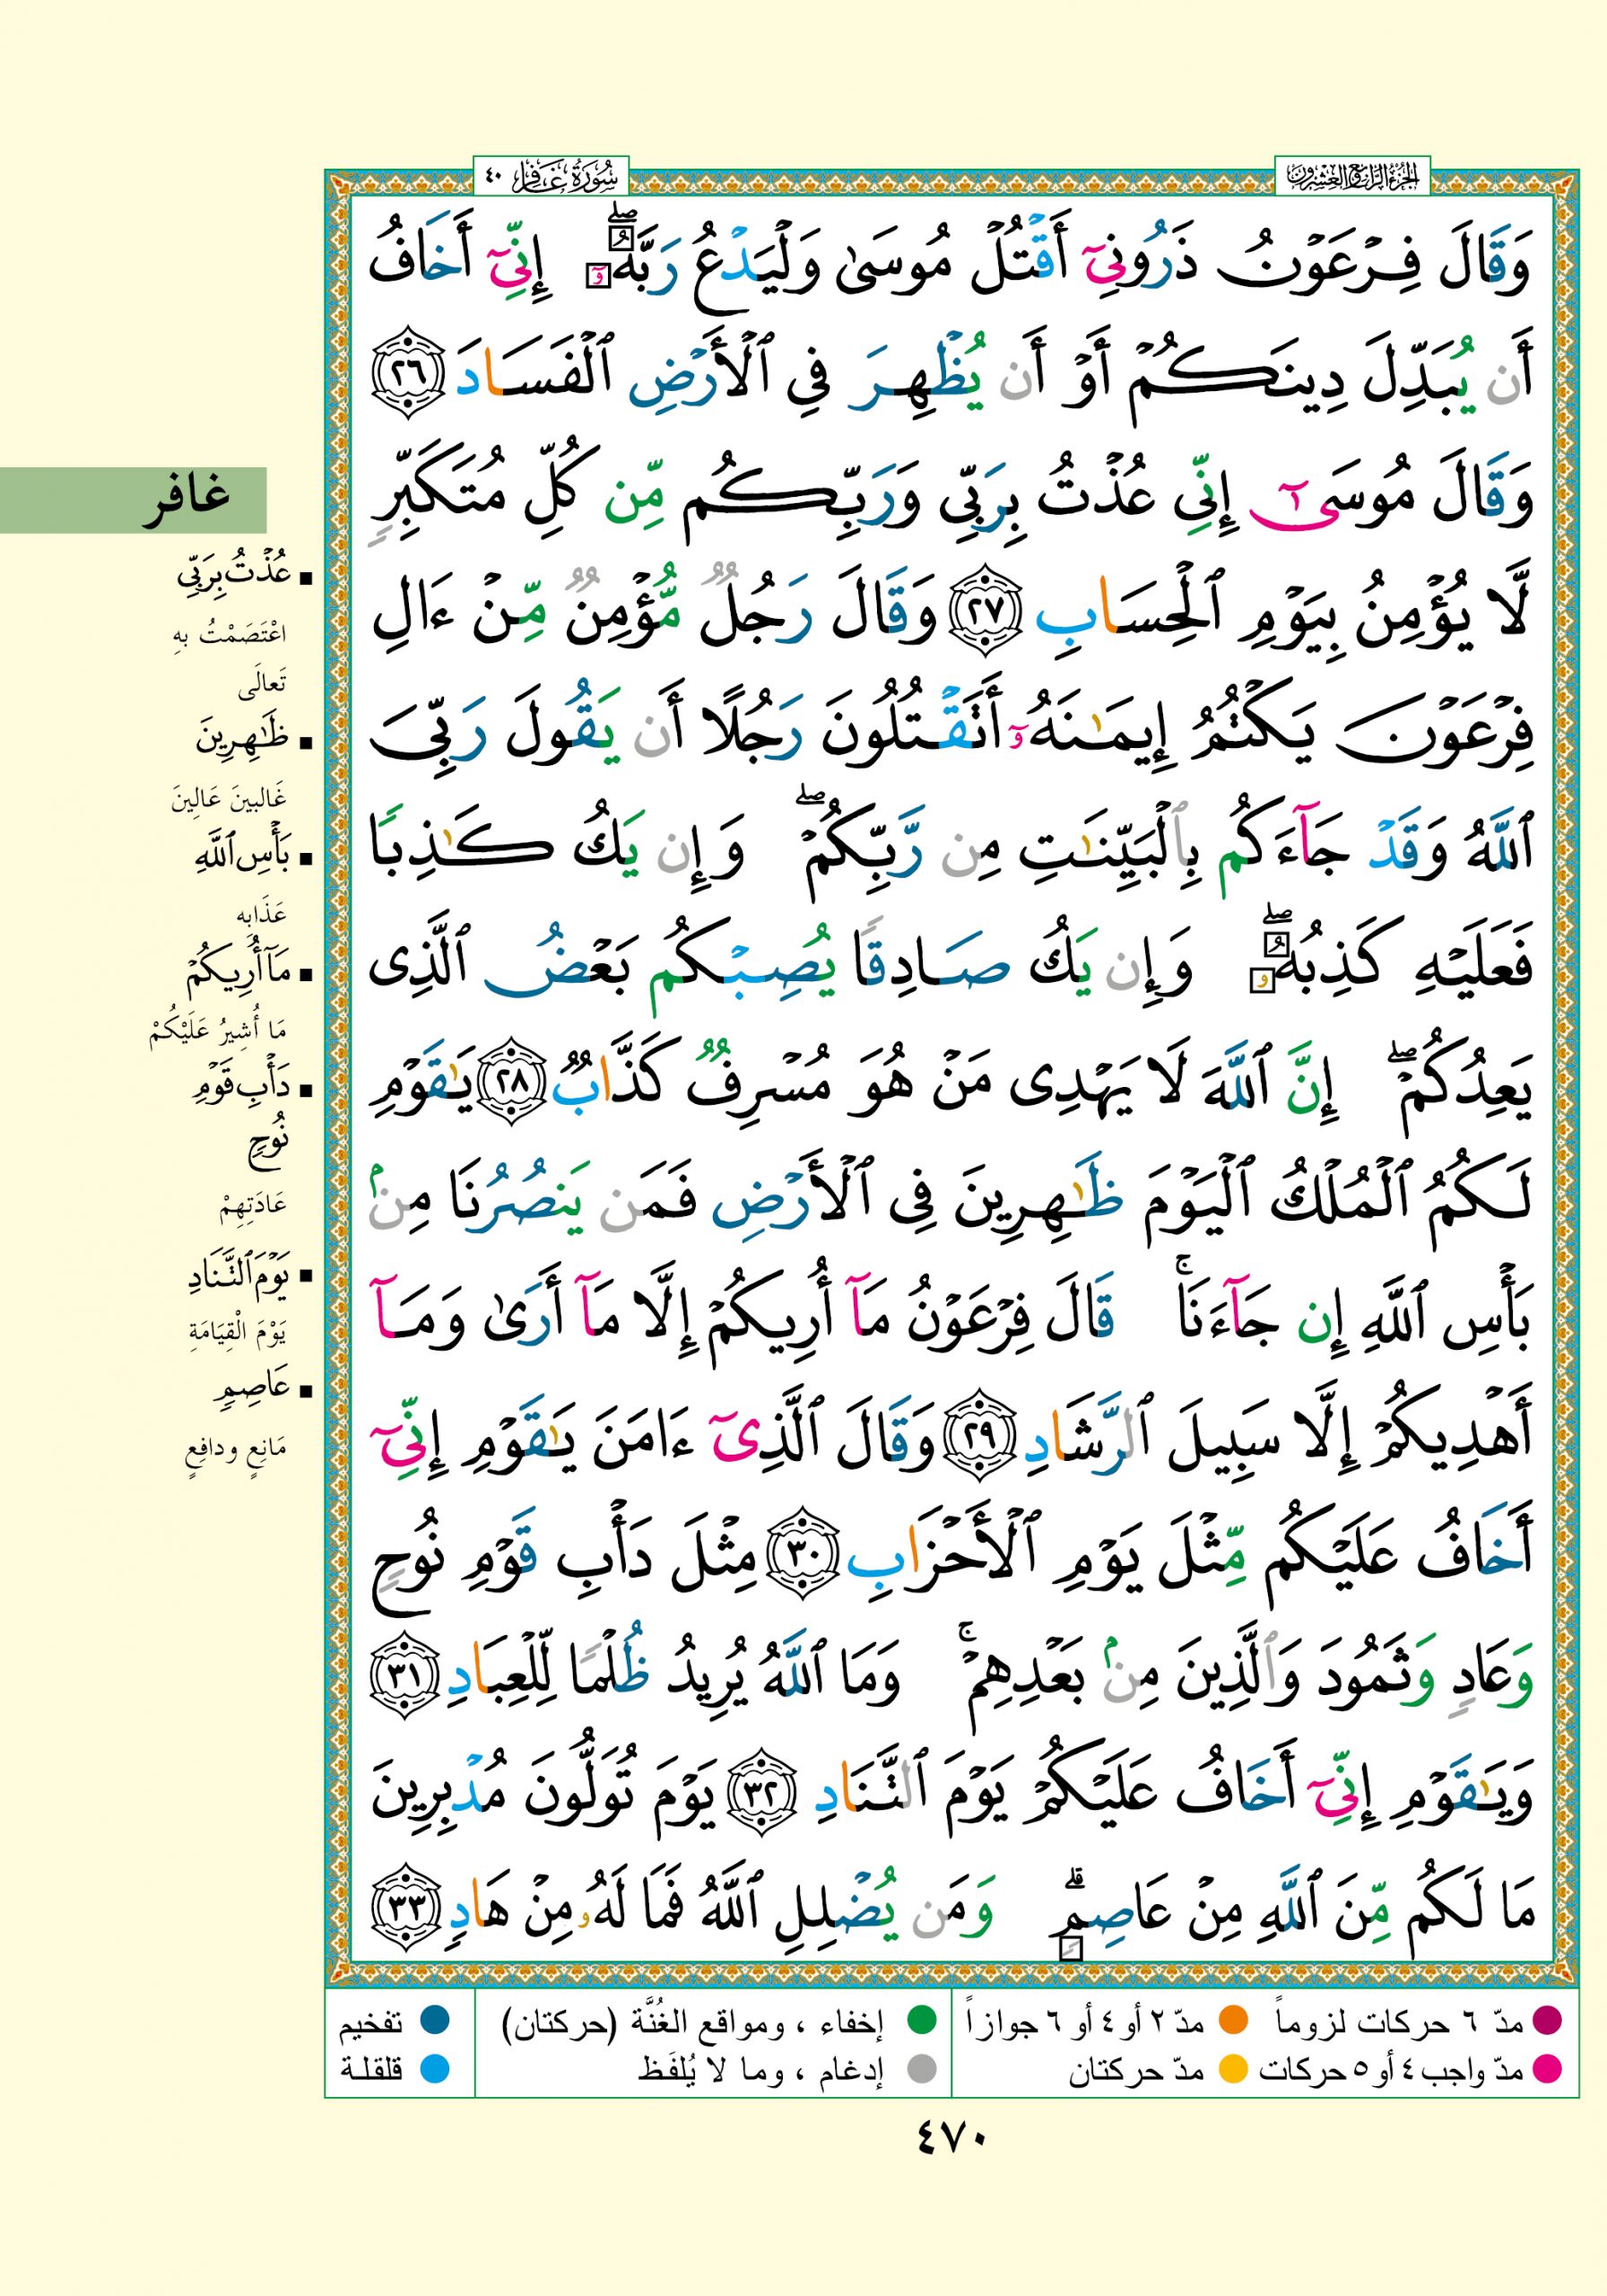 الجزء الرابع العشرون
سورة غافر ٤٠
وَقَالَ فِرْعَوْنُ ذَرُونِىٓ أَقْتُلْ مُوسَىٰ وَلْيَدْعُ رَبَّهُۥٓ ۖ إِنِّىٓ أَخَافُ
أَن يُبَدِّلَ دِينَكُمْ أَوْ أَن يُظْهِرَ فِى ٱلْأَرْضِ ٱلْفَسَادَ ﴿٢٦﴾
وَقَالَ مُوسَىٰٓ إِنِّى عُذْتُ بِرَبِّى وَرَبِّكُم مِّن كُلِّ مُتَكَبِّرٍ
لَّا يُؤْمِنُ بِيَوْمِ ٱلْحِسَابِ ﴿٢٧﴾ وَقَالَ رَجُلٌ مُّؤْمِنٌ مِّنْ ءَالِ
فِرْعَوْنَ يَكْتُمُ إِيمَـٰنَهُۥٓ أَتَقْتُلُونَ رَجُلًا أَن يَقُولَ رَبِّىَ
ٱللَّهُ وَقَدْ جَآءَكُم بِٱلْبَيِّنَـٰتِ مِن رَّبِّكُمْ ۖ وَإِن يَكُ كَـٰذِبًا
فَعَلَيْهِ كَذِبُهُۥ ۖ وَإِن يَكُ صَادِقًا يُصِبْكُم بَعْضُ ٱلَّذِى
يَعِدُكُمْ ۖ إِنَّ ٱللَّهَ لَا يَهْدِى مَنْ هُوَ مُسْرِفٌ كَذَّابٌ ﴿٢٨﴾ يَـٰقَوْمِ
لَكُمُ ٱلْمُلْكُ ٱلْيَوْمَ ظَـٰهِرِينَ فِى ٱلْأَرْضِ فَمَن يَنصُرُنَا مِنۢ
بَأْسِ ٱللَّهِ إِن جَآءَنَا ۚ قَالَ فِرْعَوْنُ مَآ أُرِيكُمْ إِلَّا مَآ أَرَىٰ وَمَآ
أَهْدِيكُمْ إِلَّا سَبِيلَ ٱلرَّشَادِ ﴿٢٩﴾ وَقَالَ ٱلَّذِىٓ ءَامَنَ يَـٰقَوْمِ إِنِّىٓ
أَخَافُ عَلَيْكُم مِّثْلَ يَوْمِ ٱلْأَحْزَابِ ﴿٣٠﴾ مِثْلَ دَأْبِ قَوْمِ نُوحٍ
وَعَادٍ وَثَمُودَ وَٱلَّذِينَ مِنۢ بَعْدِهِمْ ۚ وَمَا ٱللَّهُ يُرِيدُ ظُلْمًا لِّلْعِبَادِ ﴿٣١﴾
وَيَـٰقَوْمِ إِنِّىٓ أَخَافُ عَلَيْكُمْ يَوْمَ ٱلتَّنَادِ ﴿٣٢﴾ يَوْمَ تُوَلُّونَ مُدْبِرِينَ
مَا لَكُم مِّنَ ٱللَّهِ مِنْ عَاصِمٍ ۗ وَمَن يُضْلِلِ ٱللَّهُ فَمَا لَهُۥ مِنْ هَادٍ ﴿٣٣﴾
غافر
■ عُذْتُ بِرَبِّى
اعْتَصَمْتُ بِهِ
تَعالَى
■ ظَـٰهِرِينَ
غَالبينَ عَالِينَ
■ بَأْسِ ٱللَّهِ
عَذَابِه
■ مَآ أُرِيكُمْ
مَا أُشِيرُ عَلَيْكُمْ
■ دَأْبِ قَوْمِ
نُوحٍ
عَادَتِهِمْ
■ يَوْمَ ٱلتَّنَادِ
يَوْمَ الْقِيَامَةِ
■ عَاصِمٍ
مَانِعٍ ودافِعٍ
مدّ ٦ حركات لزوماً مدّ ٢ أو ٤ أو ٦ جوازاً إخفاء ، ومواقع الغُنَّة (حركتان) تفخيم
مدّ واجب ٤ أو ٥ حركات مدّ حركتان إدغام ، وما لا يُلفَظ قلقلة
٤٧٠